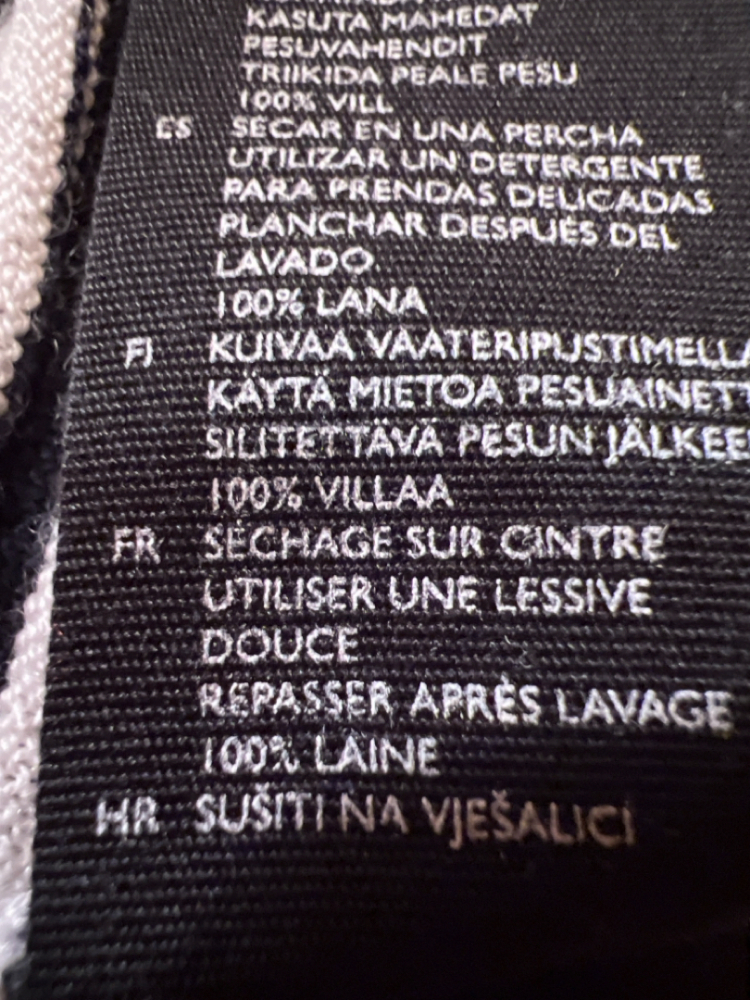 KASUTA MAHEDAT
PESUVAHENDIT
TRIIKIDA PEALE PESU
100% VILL
ES SECAR EN UNA PERCHA
UTILIZAR UN DETERGENTE
PARA PRENDAS DELICADAS
PLANCHAR DESPUÉS DEL
LAVADO
100% LANA
FI KUIVAA VAATERIPUSTIMELLA
KÄYTÄ MIETOA PESUAINETT
SILITETTÄVÄ PESUN JÄLKEE
100% VILLAA
FR SECHAGE SUR CINTRE
UTILISER UNE LESSIVE
DOUCE
REPASSER APRÈS LAVAGE
100% LAINE
HR SUŠITI NA VJEŠALICI